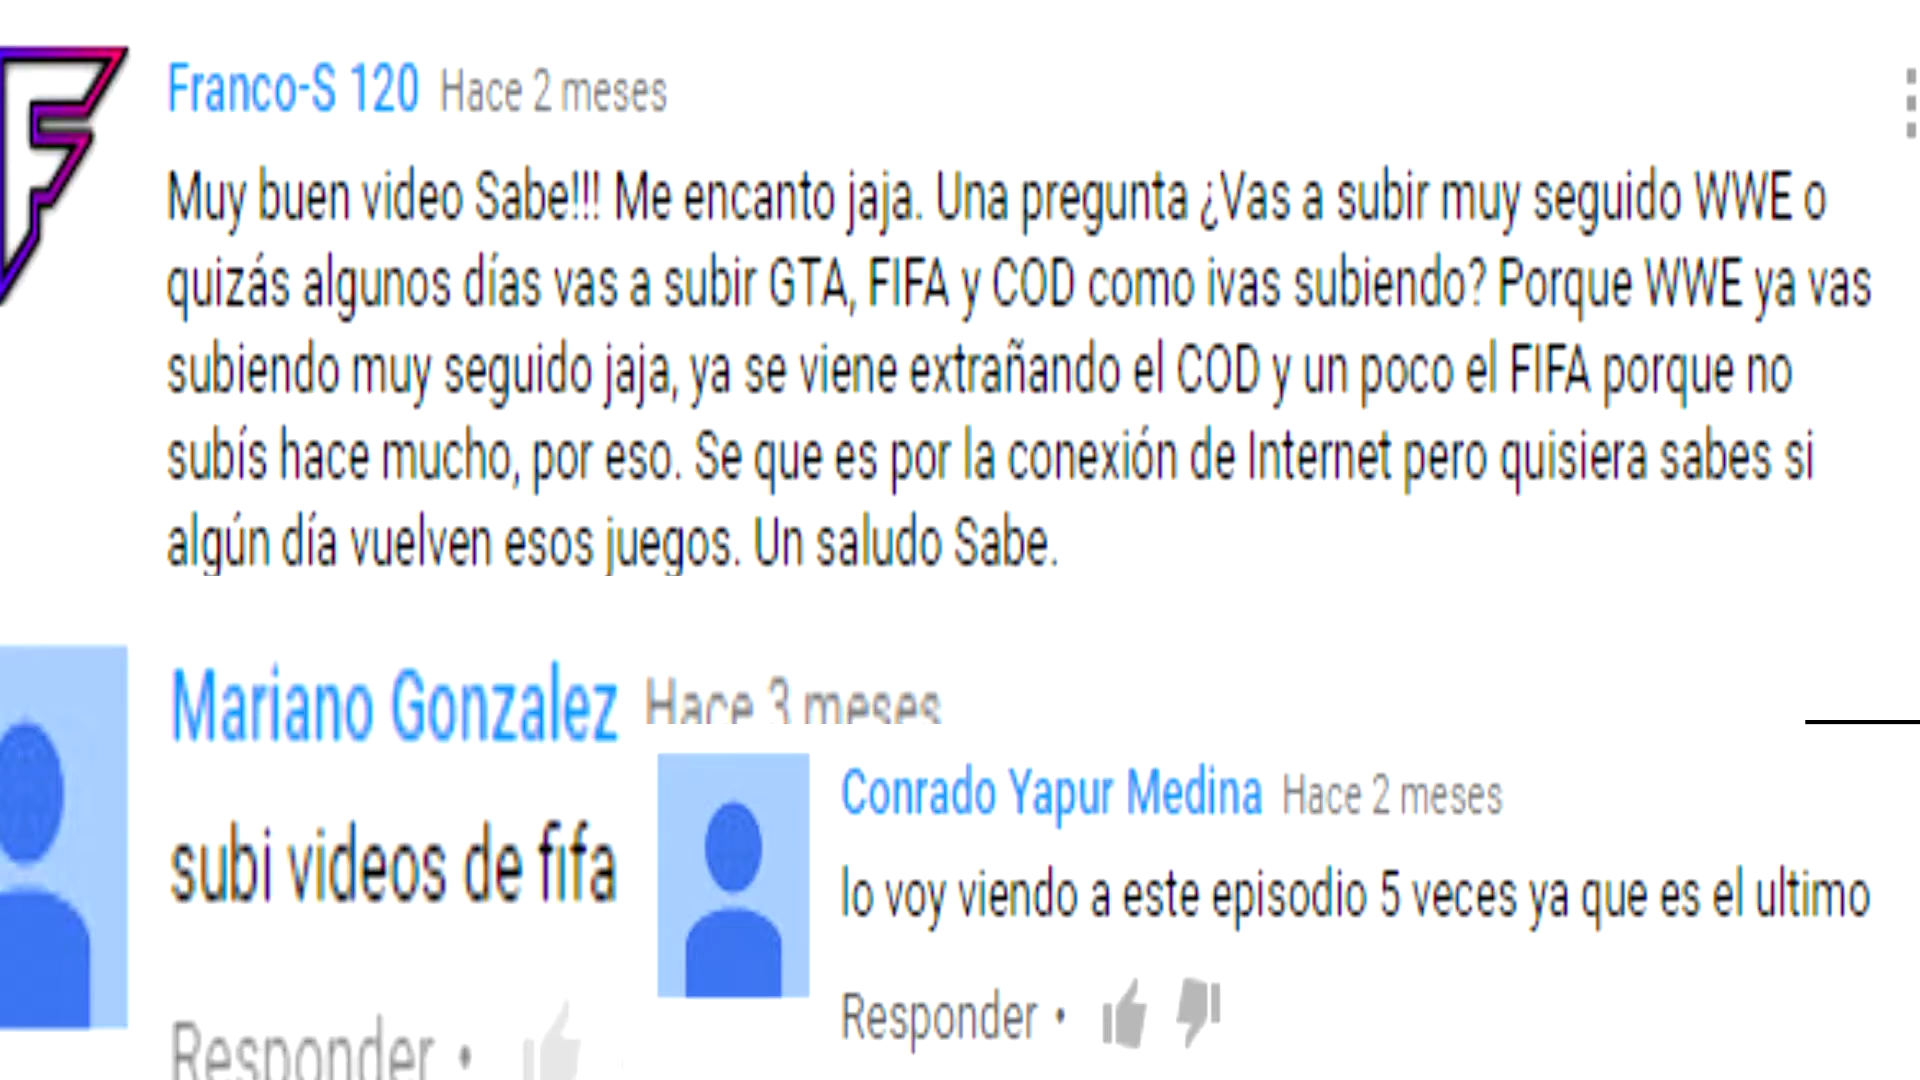 Franco-S 120 Hace 2 meses
Muy buen video Sabe!!! Me encanto jaja. Una pregunta ¿Vas a subir muy seguido WWE o
quizás algunos días vas a subir GTA, FIFA y COD como ivas subiendo? Porque WWE ya vas
subiendo muy seguido jaja, ya se viene extrañando el COD y un poco el FIFA porque no
subís hace mucho, por eso. Se que es por la conexión de Internet pero quisiera sabes si
algún día vuelven esos juegos. Un saludo Sabe.
Mariano Gonzalez Hace 3 meses
subi videos de fifa
Responder •
Conrado Yapur Medina Hace 2 meses
lo voy viendo a este episodio 5 veces ya que es el ultimo
Responder •